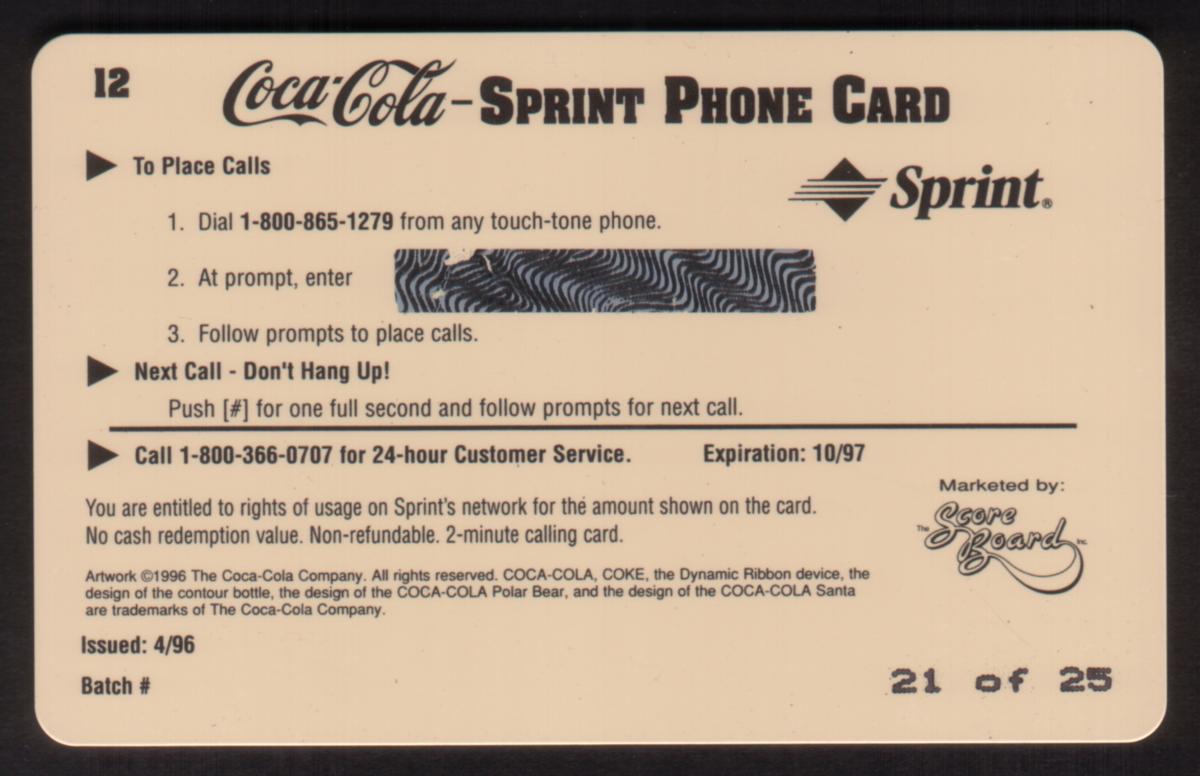 12
Coca-Cola - SPRINT PHONE CARD
To Place Calls
Sprint®
1. Dial 1-800-865-1279 from any touch-tone phone.
2. At prompt, enter
3. Follow prompts to place calls.
Next Call - Don't Hang Up!
Push [#] for one full second and follow prompts for next call.
Call 1-800-366-0707 for 24-hour Customer Service. Expiration: 10/97
Marketed by:
The Score Board Inc.
You are entitled to rights of usage on Sprint's network for the amount shown on the card.
No cash redemption value. Non-refundable. 2-minute calling card.
Artwork ©1996 The Coca-Cola Company. All rights reserved. COCA-COLA, COKE, the Dynamic Ribbon device, the
design of the contour bottle, the design of the COCA-COLA Polar Bear, and the design of the COCA-COLA Santa
are trademarks of The Coca-Cola Company.
Issued: 4/96
Batch #
21 of 25